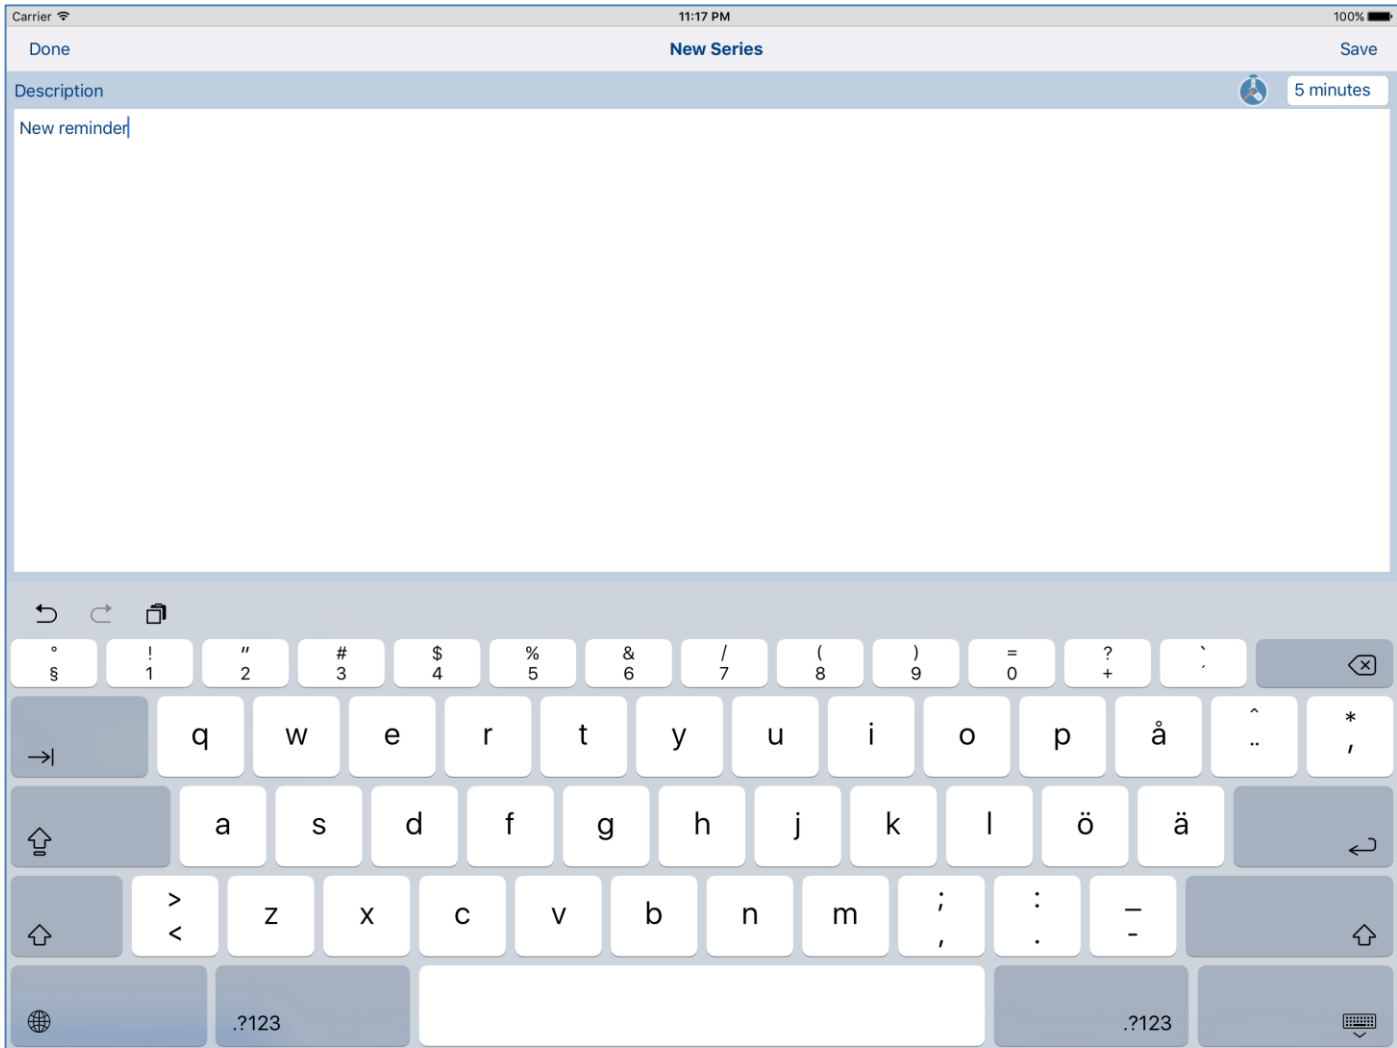 Carrier 11:17 PM 100%
Done New Series Save
Description 5 minutes
New reminder
° ! " # $ % & / ( ) = ? `
§ 1 2 3 4 5 6 7 8 9 0 + ´
q w e r t y u i o p å ^ *
¨ '
a s d f g h j k l ö ä
> z x c v b n m ; : _
< , . -
.?123 .?123